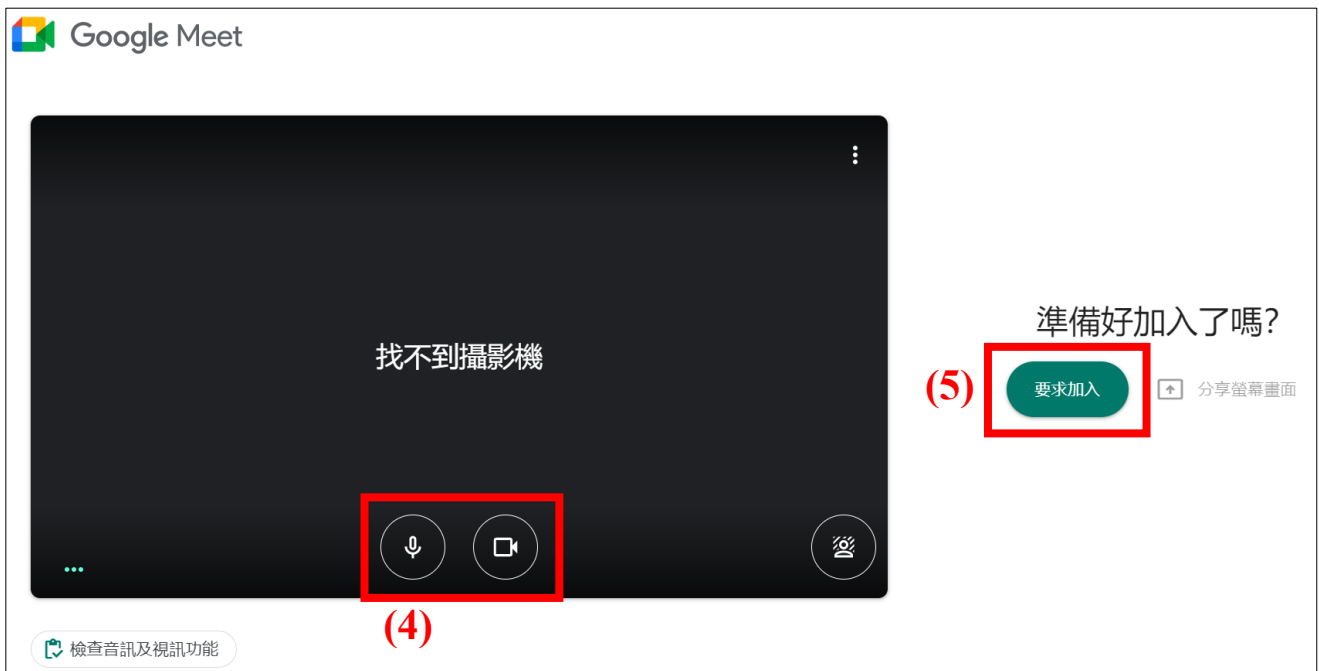 Google Meet
找不到攝影機
準備好加入了嗎?
(5)
要求加入
分享螢幕畫面
(4)
檢查音訊及視訊功能